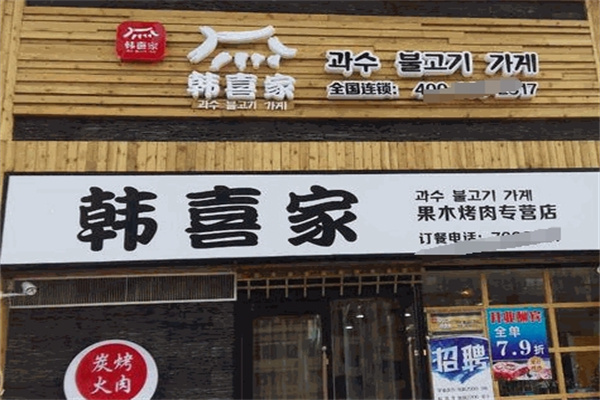 韩喜家
韩喜家
과수 불고기 가게
과수 불고기 가게
全国连锁:
韩喜家
과수 불고기 가게
果木烤肉专营店
订餐电话:
招聘
全单
7.9折
炭烤
火肉